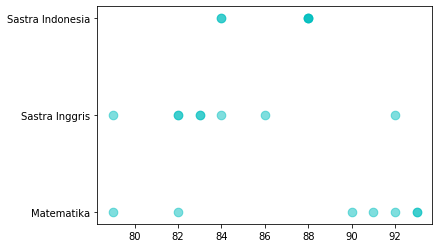 Sastra Indonesia
Sastra Inggris
Matematika
80 82 84 86 88 90 92